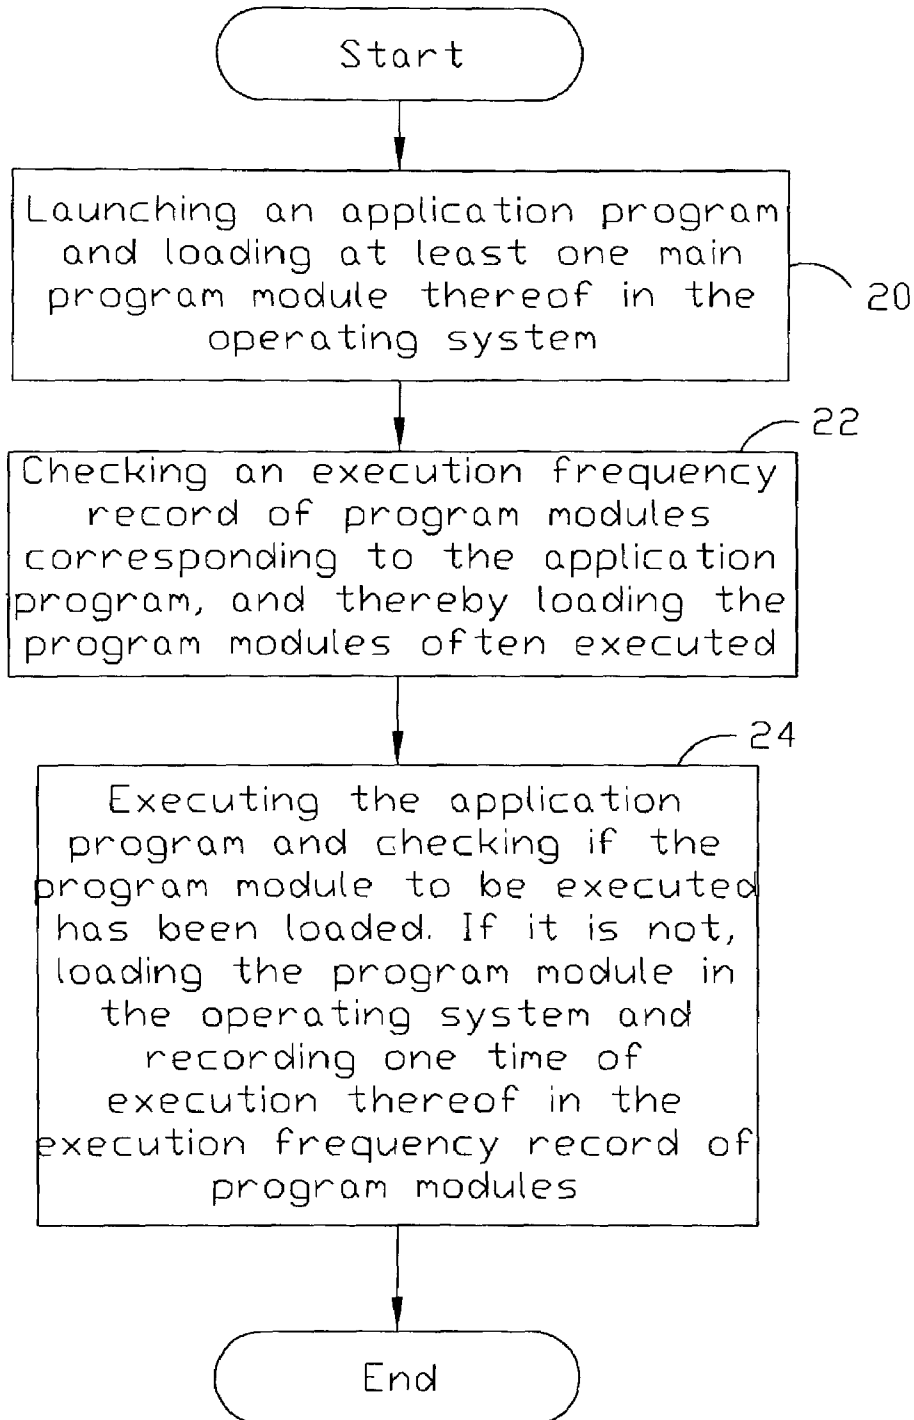 Start
Launching an application program
and loading at least one main
program module thereof in the
operating system
20
22
Checking an execution frequency
record of program modules
corresponding to the application
program, and thereby loading the
program modules often executed
24
Executing the application
program and checking if the
program module to be executed
has been loaded. If it is not,
loading the program module in
the operating system and
recording one time of
execution thereof in the
execution frequency record of
program modules
End